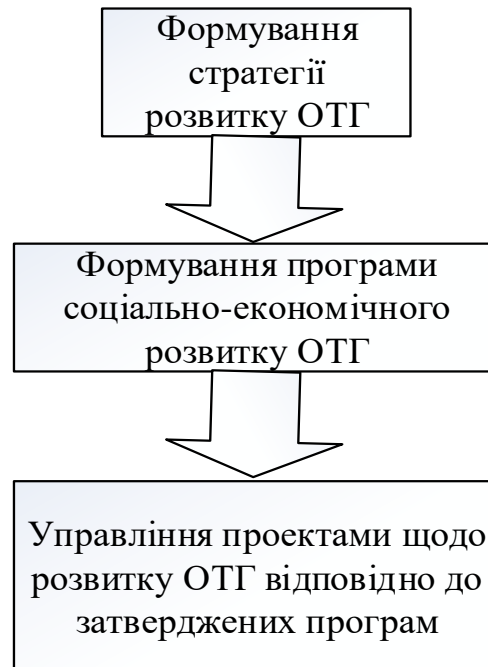 Формування
стратегії
розвитку ОТГ
Формування програми
соціально-економічного
розвитку ОТГ
Управління проектами щодо
розвитку ОТГ відповідно до
затверджених програм